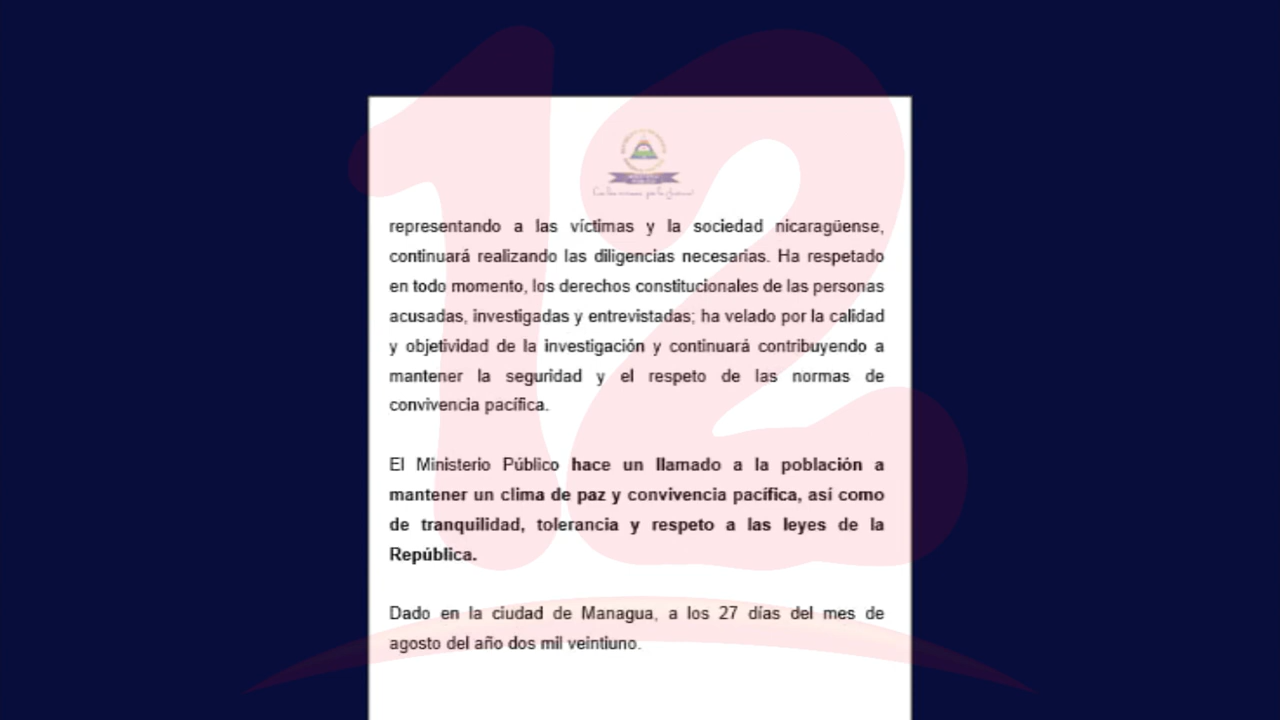 12
representando a las víctimas y la sociedad nicaragüense,
continuará realizando las diligencias necesarias. Ha respetado
en todo momento, los derechos constitucionales de las personas
acusadas, investigadas y entrevistadas; ha velado por la calidad
y objetividad de la investigación y continuará contribuyendo a
mantener la seguridad y el respeto de las normas de
convivencia pacífica.
El Ministerio Público hace un llamado a la población a
mantener un clima de paz y convivencia pacífica, así como
de tranquilidad, tolerancia y respeto a las leyes de la
República.
Dado en la ciudad de Managua, a los 27 días del mes de
agosto del año dos mil veintiuno.